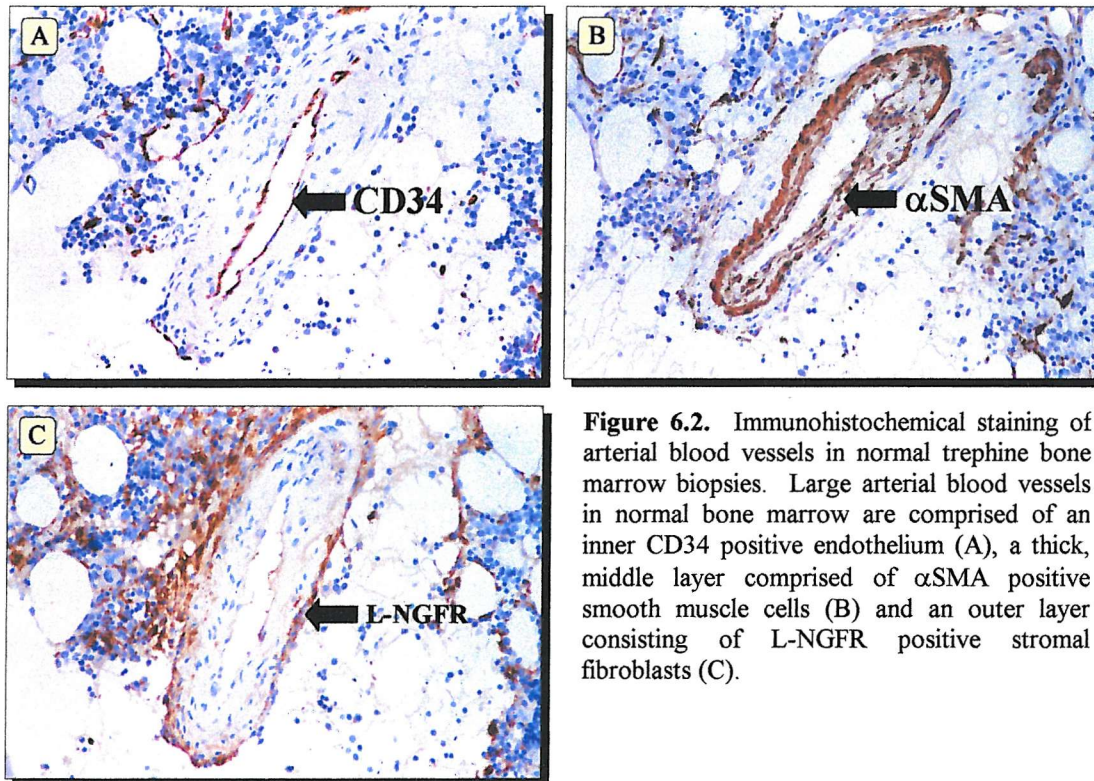 A
CD34
B
αSMA
C
L-NGFR
Figure 6.2. Immunohistochemical staining of
arterial blood vessels in normal trephine bone
marrow biopsies. Large arterial blood vessels
in normal bone marrow are comprised of an
inner CD34 positive endothelium (A), a thick,
middle layer comprised of αSMA positive
smooth muscle cells (B) and an outer layer
consisting of L-NGFR positive stromal
fibroblasts (C).